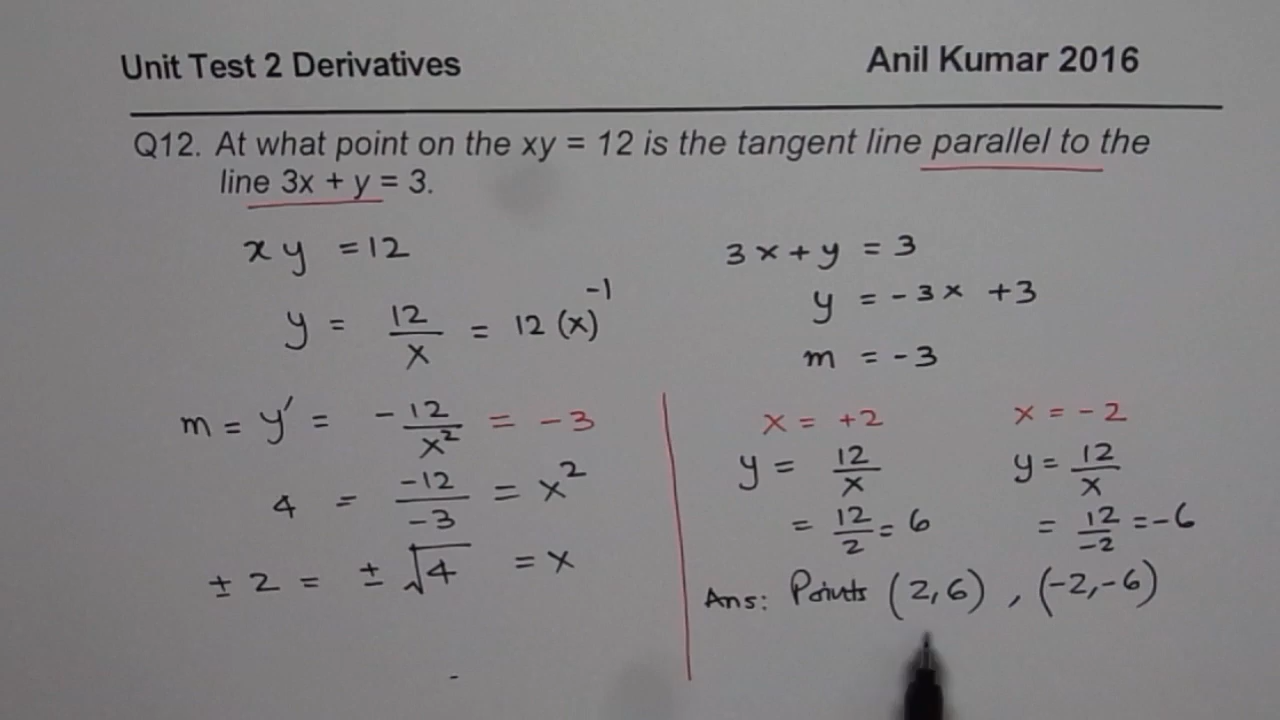 Unit Test 2 Derivatives
Anil Kumar 2016
Q12. At what point on the xy = 12 is the tangent line parallel to the
line 3x + y = 3.
xy = 12
y = 12/x = 12(x)^-1
m = y' = -12/x² = -3
4 = -12/-3 = x²
±2 = ±√4 = x
3x + y = 3
y = -3x + 3
m = -3
x = +2
y = 12/x
= 12/2 = 6
x = -2
y = 12/x
= 12/-2 = -6
Ans: Points (2,6), (-2,-6)